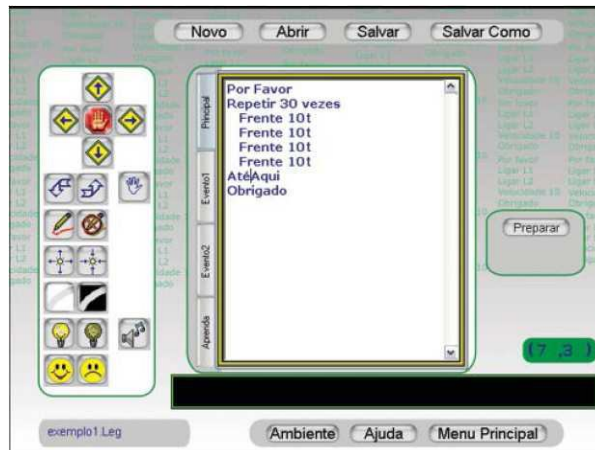 Novo Abrir Salvar Salvar Como
Principal
Evento1
Evento2
Aprenda
Por Favor
Repetir 30 vezes
Frente 10t
Frente 10t
Frente 10t
Frente 10t
AtéAqui
Obrigado
Preparar
(7 ,3 )
exemplo1.Leg
Ambiente Ajuda Menu Principal